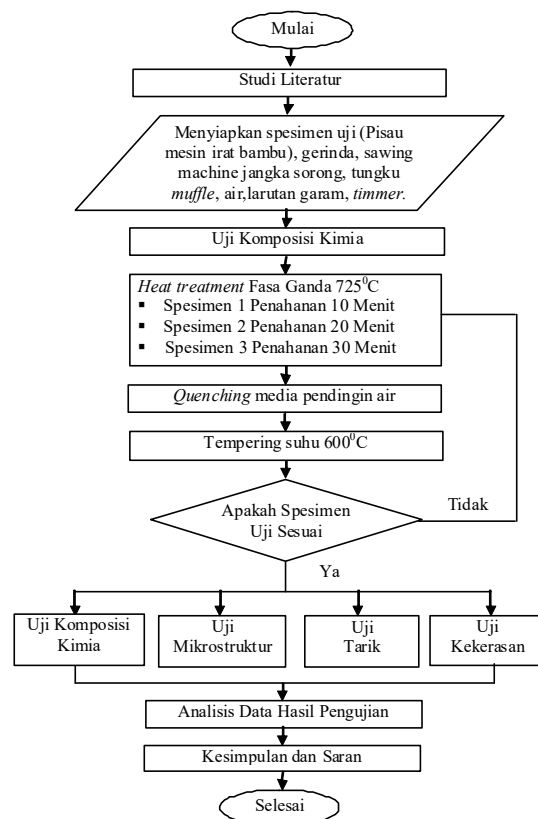 Mulai
Studi Literatur
Menyiapkan spesimen uji (Pisau
mesin irat bambu), gerinda, sawing
machine jangka sorong, tungku
muffle, air,larutan garam, timmer.
Uji Komposisi Kimia
Heat treatment Fasa Ganda 725⁰C
▪ Spesimen 1 Penahanan 10 Menit
▪ Spesimen 2 Penahanan 20 Menit
▪ Spesimen 3 Penahanan 30 Menit
Quenching media pendingin air
Tempering suhu 600⁰C
Apakah Spesimen
Uji Sesuai
Tidak
Ya
Uji Komposisi
Kimia
Uji
Mikrostruktur
Uji
Tarik
Uji
Kekerasan
Analisis Data Hasil Pengujian
Kesimpulan dan Saran
Selesai